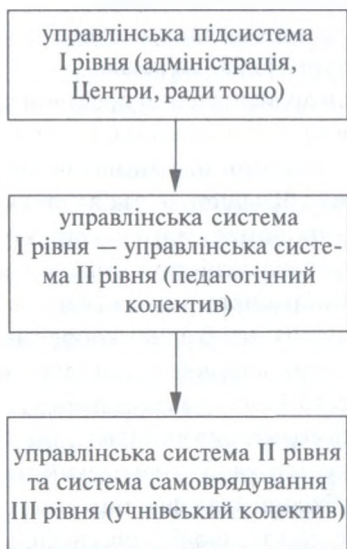 управлінська підсистема
І рівня (адміністрація,
Центри, ради тощо)
управлінська система
І рівня — управлінська систе-
ма ІІ рівня (педагогічний
колектив)
управлінська система ІІ рівня
та система самоврядування
ІІІ рівня (учнівський колектив)